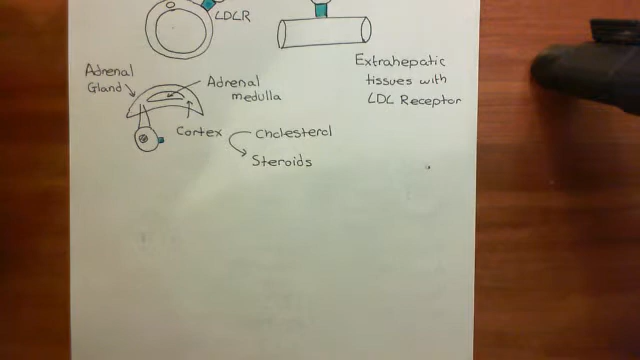 LDLR
Extrahepatic
tissues with
LDL Receptor
Adrenal
Gland
Adrenal
medulla
Cortex
Cholesterol
Steroids